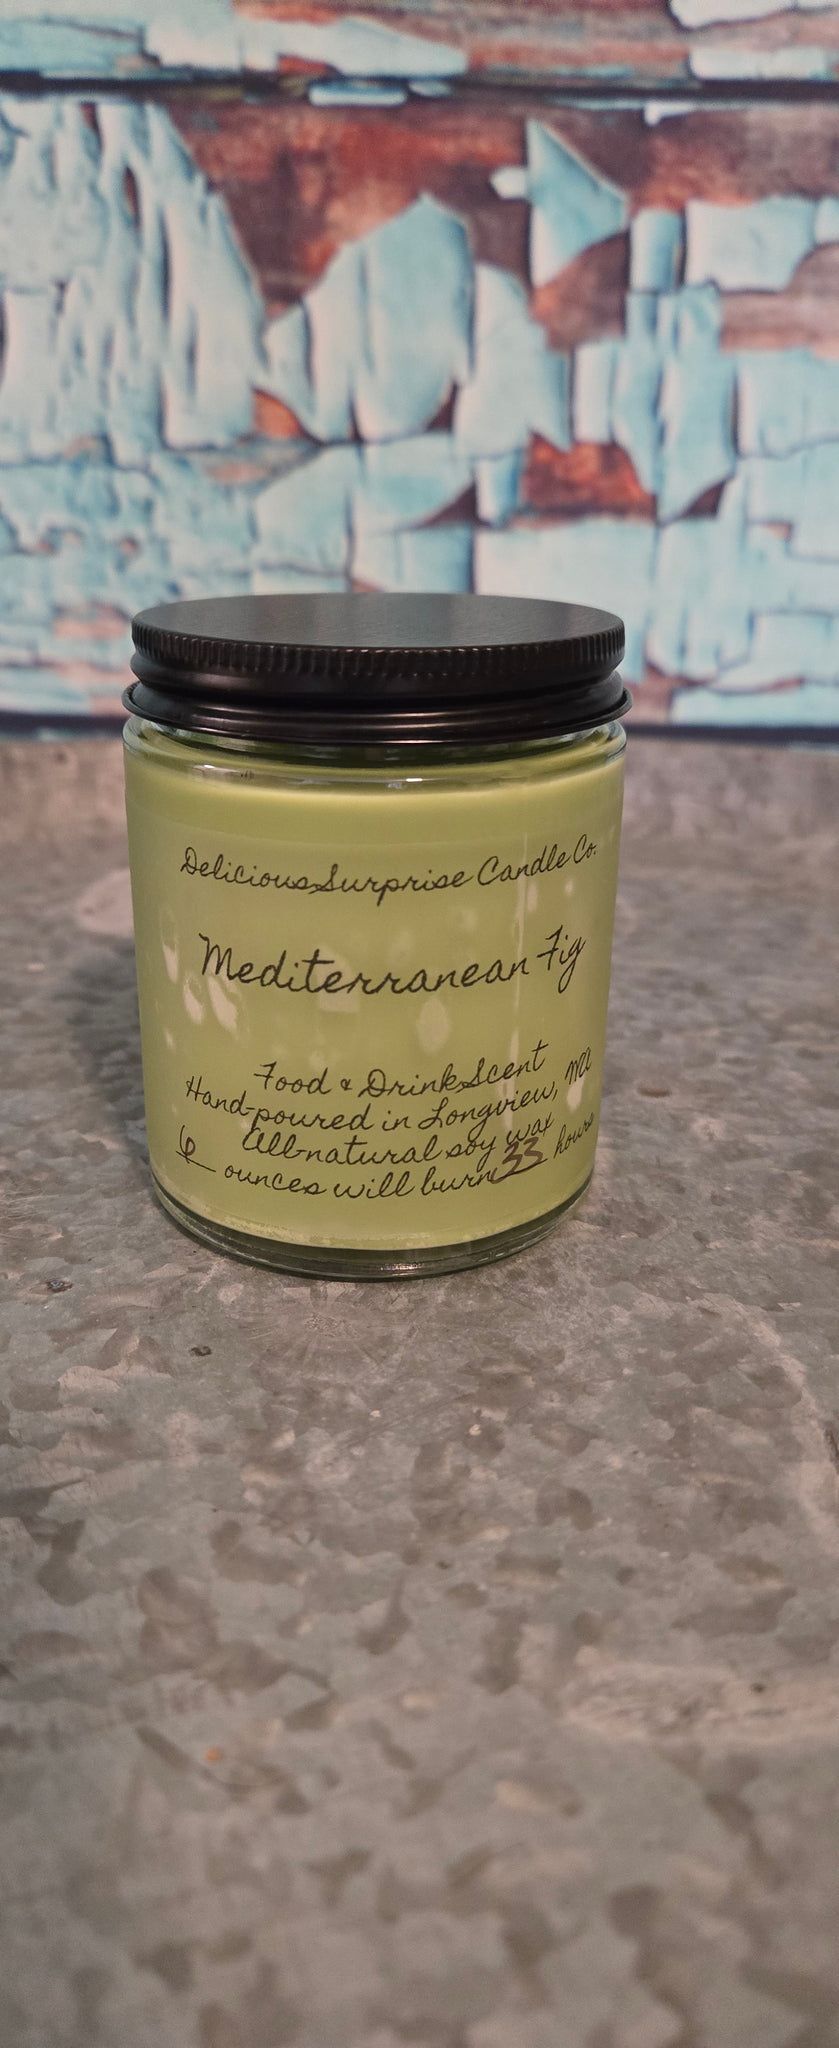 Delicious Surprise Candle Co.
Mediterranean Fig
Food & Drink Scent
Hand-poured in Longview, WA
All-natural soy wax
6 ounces will burn 33 hours